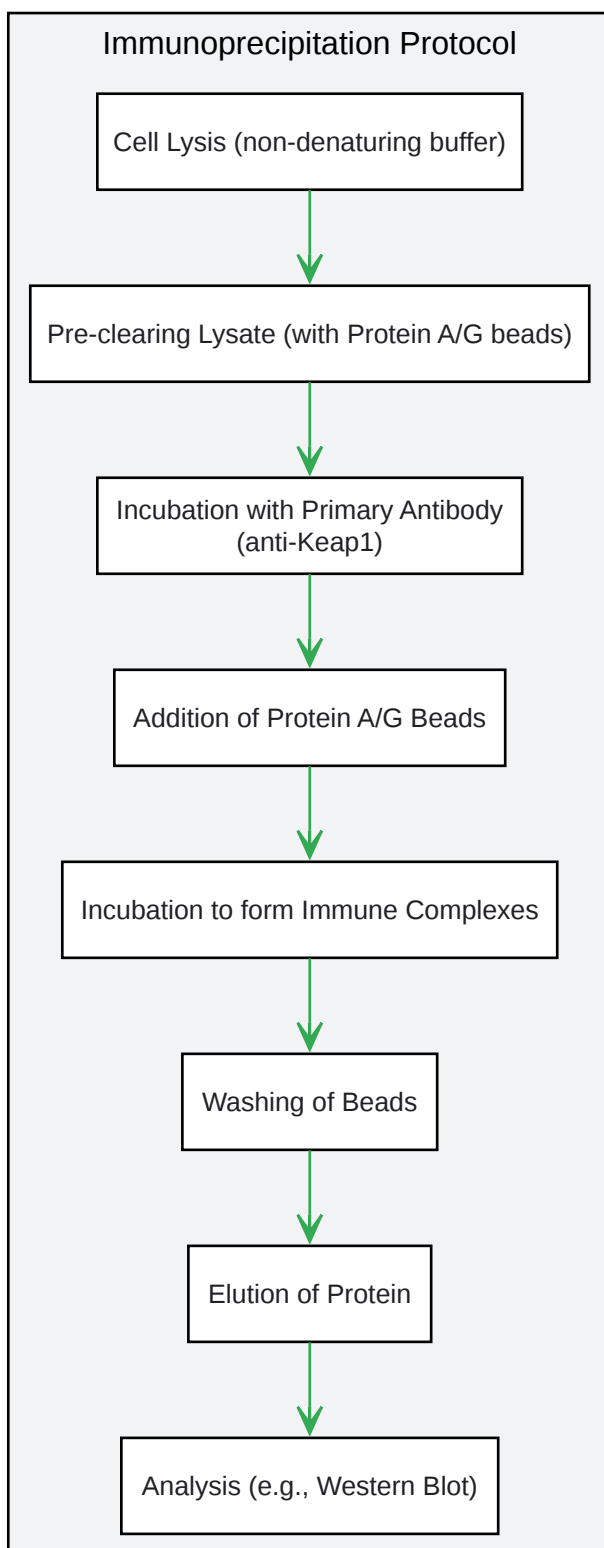 Immunoprecipitation Protocol
Cell Lysis (non-denaturing buffer)
Pre-clearing Lysate (with Protein A/G beads)
Incubation with Primary Antibody
(anti-Keap1)
Addition of Protein A/G Beads
Incubation to form Immune Complexes
Washing of Beads
Elution of Protein
Analysis (e.g., Western Blot)